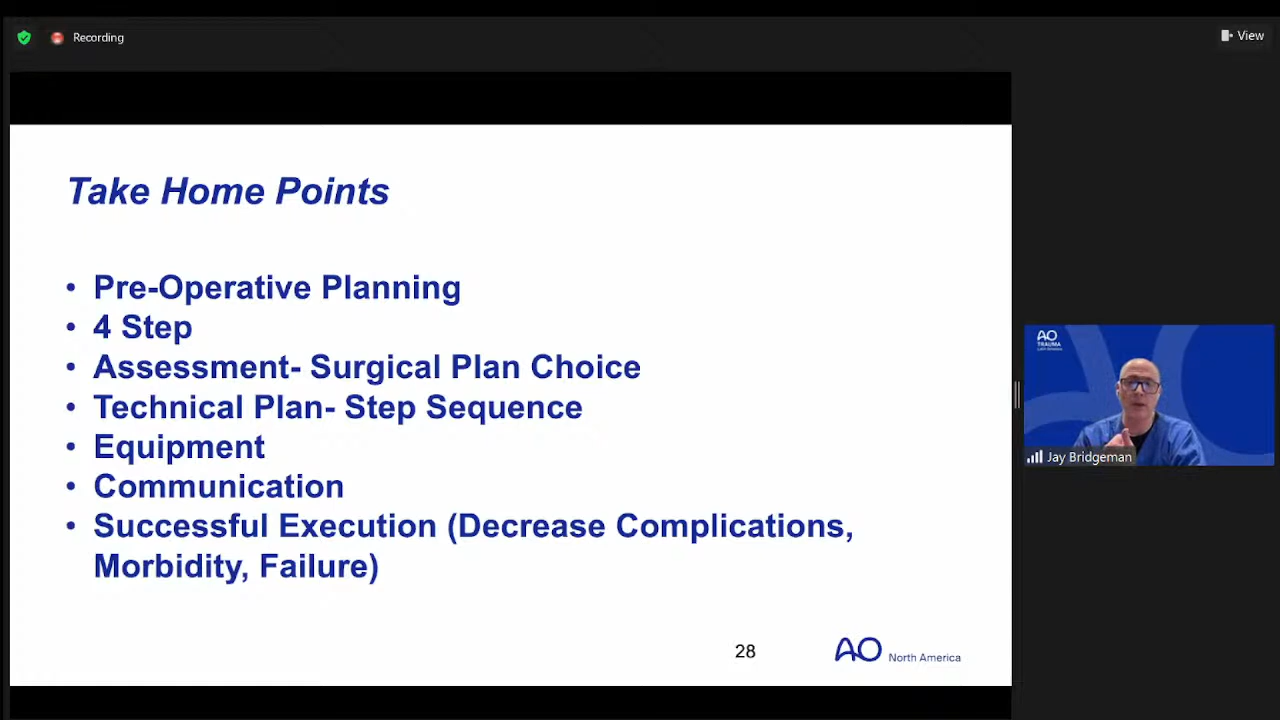 Recording
View
Take Home Points
• Pre-Operative Planning
• 4 Step
• Assessment- Surgical Plan Choice
• Technical Plan- Step Sequence
• Equipment
• Communication
• Successful Execution (Decrease Complications,
Morbidity, Failure)
28
AO North America
AO
TRAUMA
Jay Bridgeman